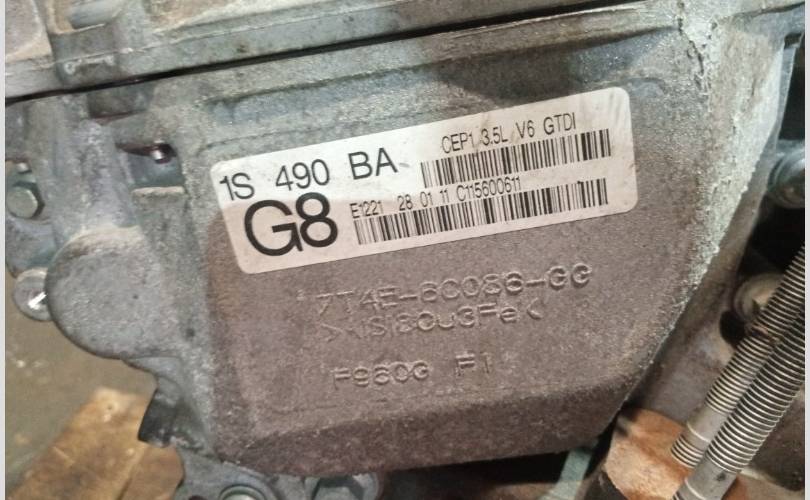 CEP1 3.5L V6 GTDI
1S 490 BA
G8
E1221 28 01 11 C115600611
7T4E-6C086-GG
F960G F1